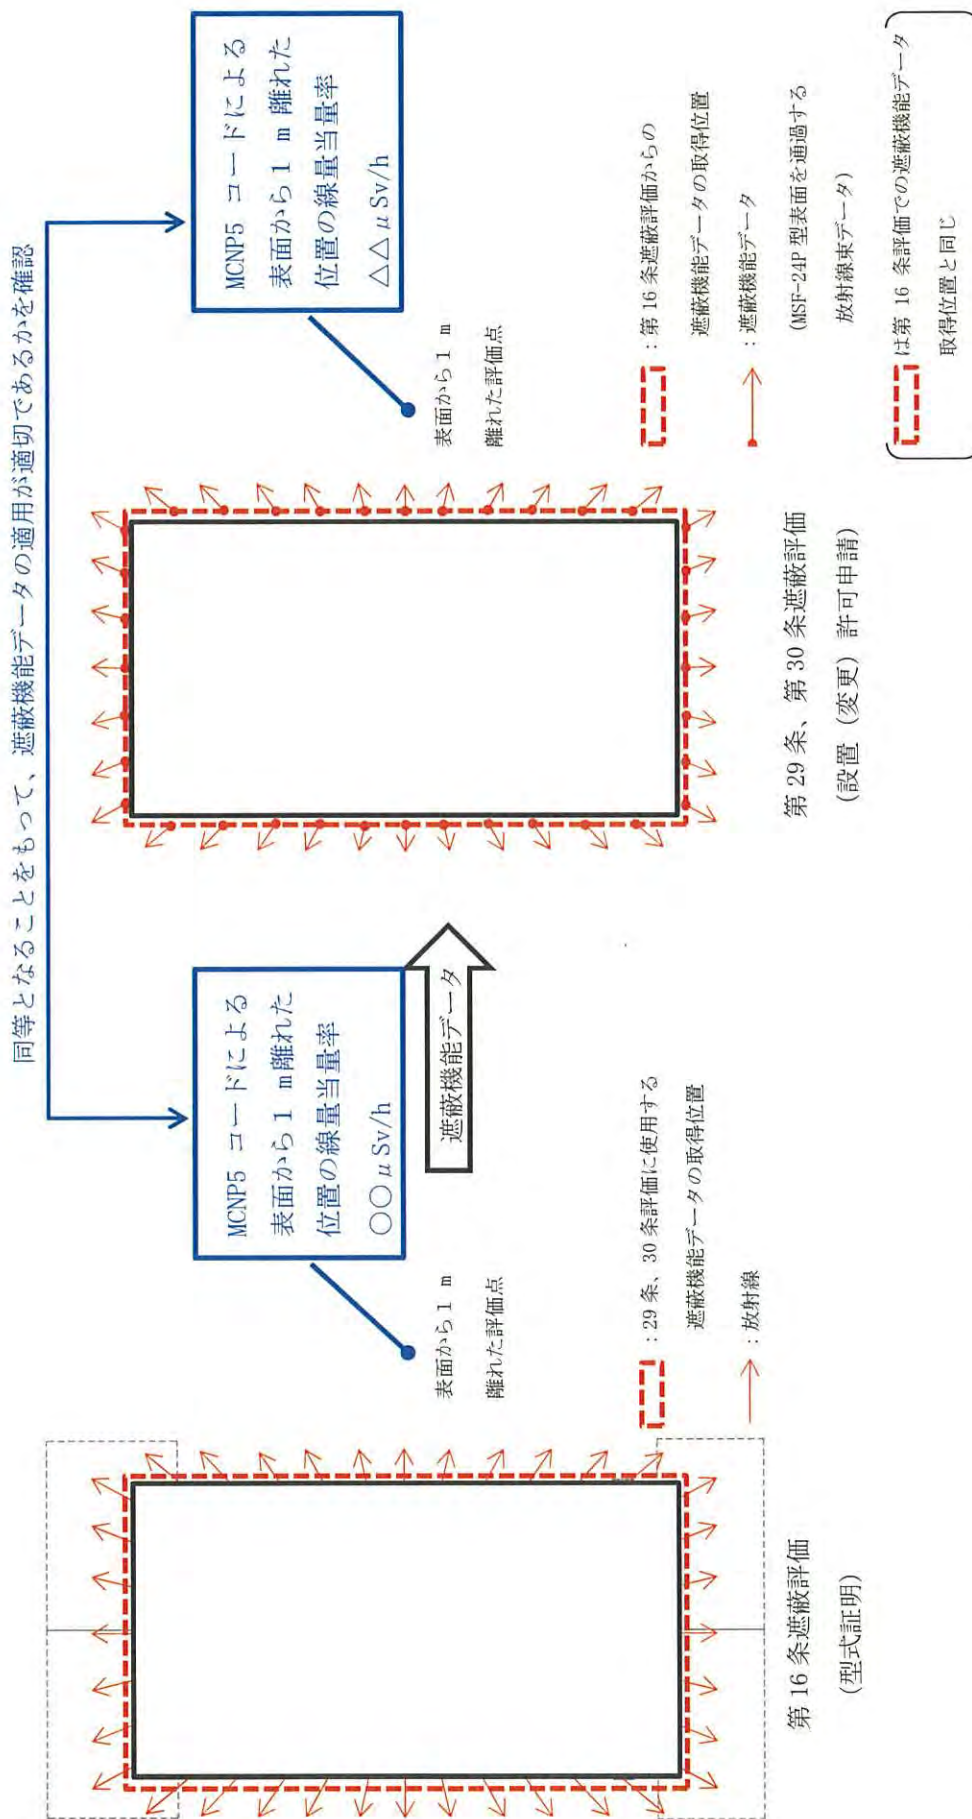 同等となることをもって、遮蔽機能データの適用が適切であるかを確認
MCNP5 コードによる
表面から1 m離れた
位置の線量当量率
○○μSv/h
表面から1 m
離れた評価点
:29 条、30 条評価に使用する
遮蔽機能データの取得位置
:放射線
第 16 条遮蔽評価
(型式証明)
遮蔽機能データ
MCNP5 コードによる
表面から1 m 離れた
位置の線量当量率
△△μSv/h
表面から1 m
離れた評価点
:第 16 条遮蔽評価からの
遮蔽機能データの取得位置
:遮蔽機能データ
(MSF-24P 型表面を通過する
放射線束データ)
は第 16 条評価での遮蔽機能データ
取得位置と同じ
第 29 条、第 30 条遮蔽評価
(設置(変更)許可申請)